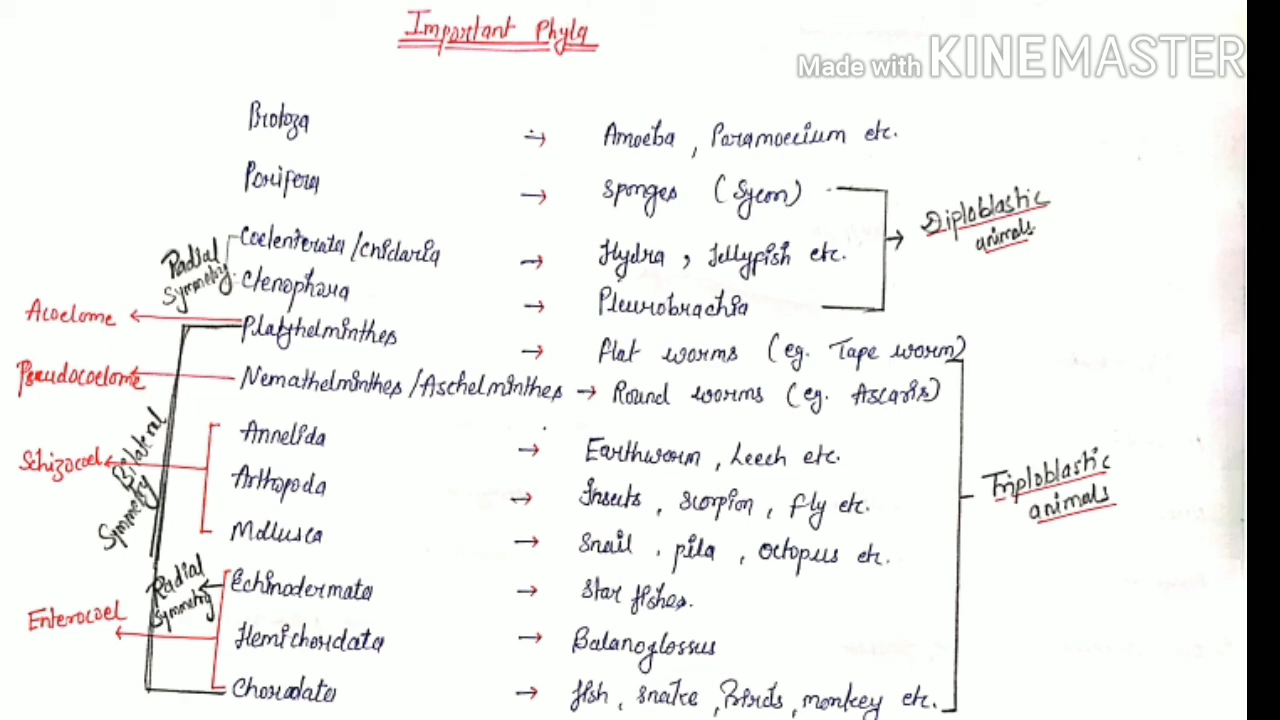 Important Phyla
Made with KINEMASTER
Protoza → Amoeba, Paramoecium etc.
Porifera → Sponges (Sycon)
Diploblastic animals
Coelenterata/Cnidaria → Hydra, Jellyfish etc.
Radial Symmetry
Ctenophara → Pleurobrachia
Acoelome ← Platyhelminthes → Flat worms (eg. Tape worm)
Pseudocoelome ← Nemathelminthes/Aschelminthes → Round worms (eg. Ascaris)
Annelida → Earthworm, Leech etc.
Schizocoel
Bilateral Symmetry
Arthopoda → Insects, Scorpion, Fly etc.
Triploblastic animals
Mollusca → Snail, pila, octopus etc.
Radial Symmetry
Echinodermata → Star fishes.
Enterocoel
Hemichordata → Balanoglossus
Chordata → Fish, snake, Birds, monkey etc.